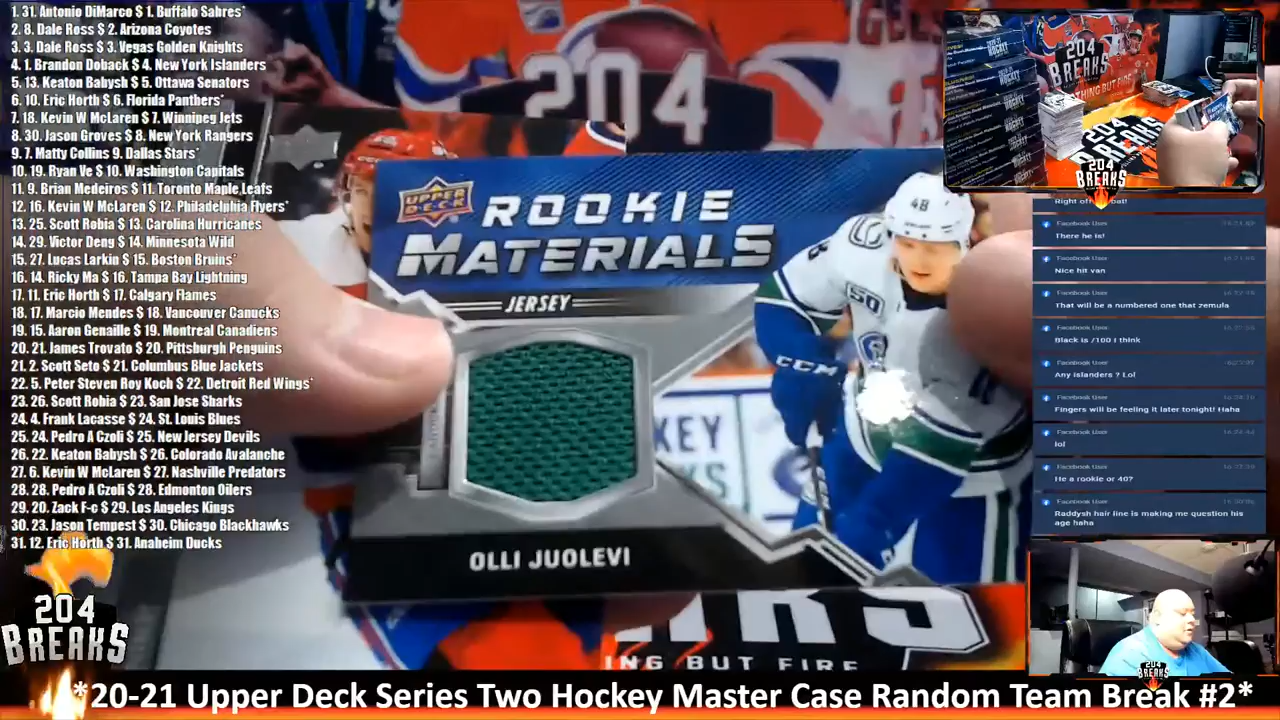 1. 31. Antonio DiMarco $ 1. Buffalo Sabres*
2. 8. Dale Ross $ 2. Arizona Coyotes
3. 3. Dale Ross $ 3. Vegas Golden Knights
4. 1. Brandon Doback $ 4. New York Islanders
5. 13. Keaton Babysh $ 5. Ottawa Senators
6. 10. Eric Horth $ 6. Florida Panthers*
7. 18. Kevin W McLaren $ 7. Winnipeg Jets
8. 30. Jason Groves $ 8. New York Rangers
9. 7. Matty Collins 9. Dallas Stars*
10. 19. Ryan Ve $ 10. Washington Capitals
11. 9. Brian Medeiros $ 11. Toronto Maple Leafs
12. 16. Kevin W McLaren $ 12. Philadelphia Flyers*
13. 25. Scott Robia $ 13. Carolina Hurricanes
14. 29. Victor Deng $ 14. Minnesota Wild
15. 27. Lucas Larkin $ 15. Boston Bruins*
16. 14. Ricky Ma $ 16. Tampa Bay Lightning
17. 11. Eric Horth $ 17. Calgary Flames
18. 17. Marcio Mendes $ 18. Vancouver Canucks
19. 15. Aaron Genaille $ 19. Montreal Canadiens
20. 21. James Trovato $ 20. Pittsburgh Penguins
21. 2. Scott Seto $ 21. Columbus Blue Jackets
22. 5. Peter Steven Roy Koch $ 22. Detroit Red Wings*
23. 26. Scott Robia $ 23. San Jose Sharks
24. 4. Frank Lacasse $ 24. St. Louis Blues
25. 24. Pedro A Czoli $ 25. New Jersey Devils
26. 22. Keaton Babysh $ 26. Colorado Avalanche
27. 6. Kevin W McLaren $ 27. Nashville Predators
28. 28. Pedro A Czoli $ 28. Edmonton Oilers
29. 20. Zack F-c $ 29. Los Angeles Kings
30. 23. Jason Tempest $ 30. Chicago Blackhawks
31. 12. Eric Horth $ 31. Anaheim Ducks
204
BREAKS
204
UPPER DECK
ROOKIE
MATERIALS
JERSEY
48
50
CCM
OLLI JUOLEVI
ING BUT FIRE
204
BREAKS
THING BUT FIRE
204
BREAKS
Facebook User
There he is!
Facebook User
Nice hit van
Facebook User
That will be a numbered one that zemula
Facebook User
Black is /100 I think
Facebook User
Any islanders ? Lol
Facebook User
Fingers will be feeling it later tonight! Haha
Facebook User
lol
Facebook User
He a rookie or 40?
Facebook User
Raddysh hair line is making me question his
age haha
204
BREAKS
*20-21 Upper Deck Series Two Hockey Master Case Random Team Break #2*